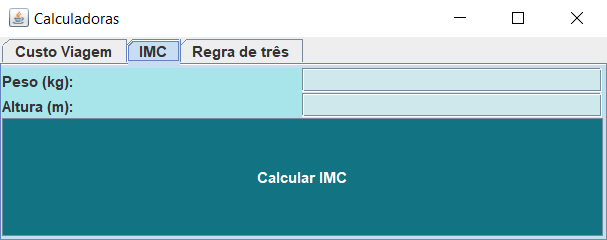 Calculadoras
Custo Viagem IMC Regra de três
Peso (kg):
Altura (m):
Calcular IMC